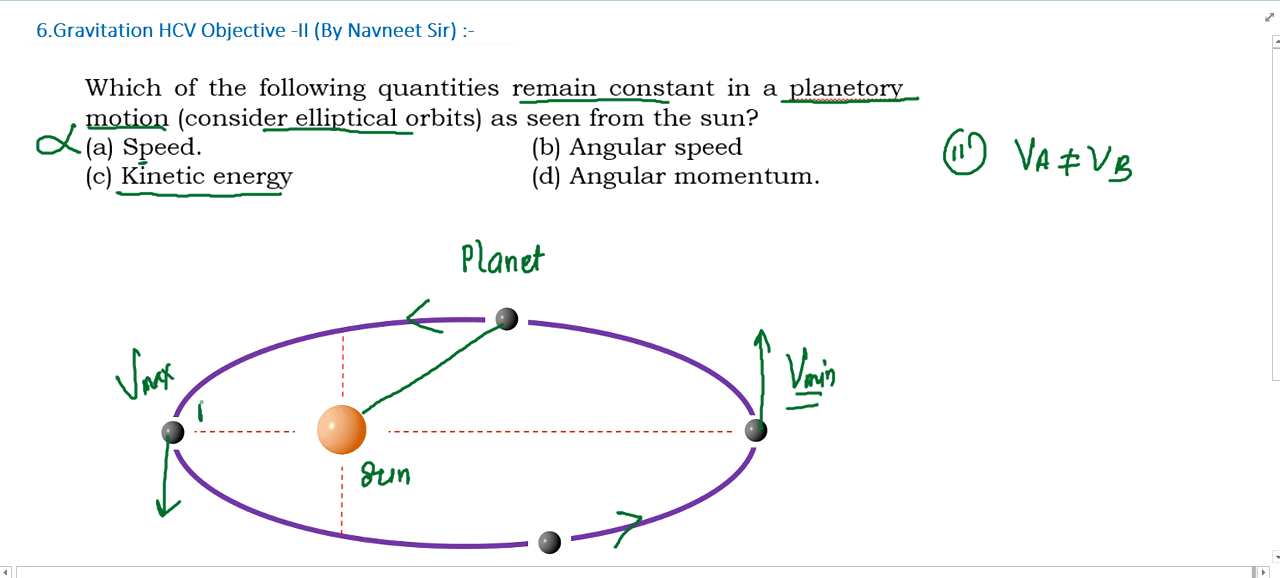 6.Gravitation HCV Objective -II (By Navneet Sir) :-
Which of the following quantities remain constant in a planetory
motion (consider elliptical orbits) as seen from the sun?
(a) Speed. (b) Angular speed
(c) Kinetic energy (d) Angular momentum.
(ii) VA ≠ VB
Planet
Vmax
Vmin
Sun